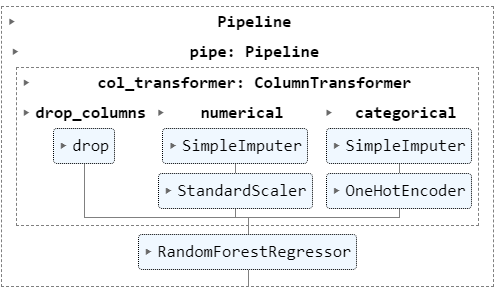 Pipeline
pipe: Pipeline
col_transformer: ColumnTransformer
drop_columns numerical categorical
drop SimpleImputer SimpleImputer
StandardScaler OneHotEncoder
RandomForestRegressor